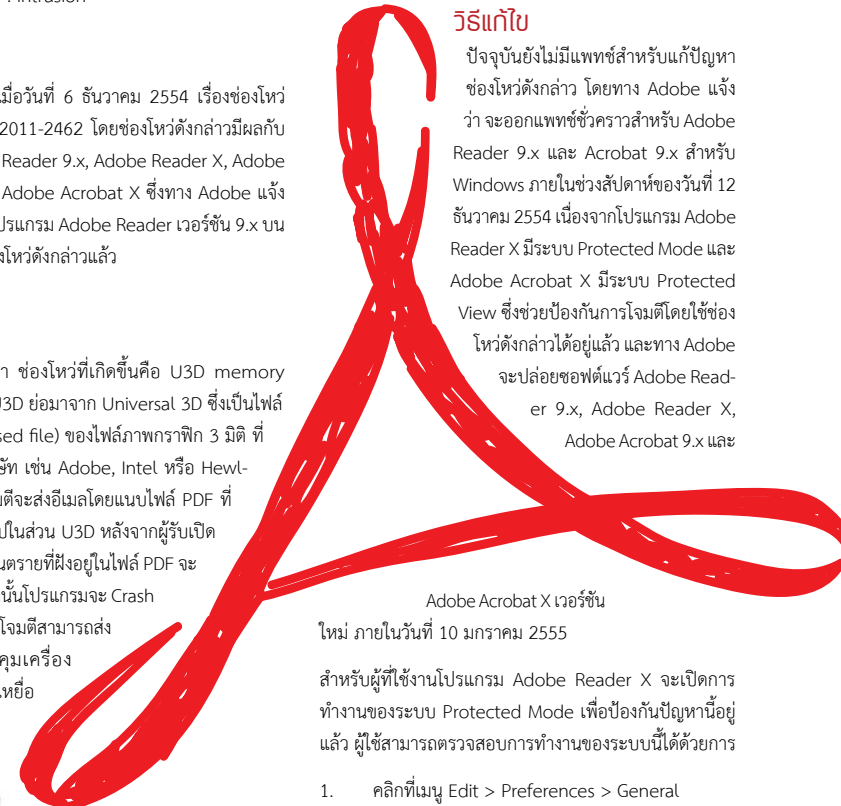 เมื่อวันที่ 6 ธันวาคม 2554 เรื่องช่องโหว่
2011-2462 โดยช่องโหว่ดังกล่าวมีผลกับ
Reader 9.x, Adobe Reader X, Adobe
Adobe Acrobat X ซึ่งทาง Adobe แจ้ง
ปรแกรม Adobe Reader เวอร์ชัน 9.x บน
งโหว่ดังกล่าวแล้ว
า ช่องโหว่ที่เกิดขึ้นคือ U3D memory
U3D ย่อมาจาก Universal 3D ซึ่งเป็นไฟล์
sed file) ของไฟล์ภาพกราฟิก 3 มิติ ที่
ษัท เช่น Adobe, Intel หรือ Hewl-
มตีจะส่งอีเมลโดยแนบไฟล์ PDF ที่
ปในส่วน U3D หลังจากผู้รับเปิด
นตรายที่ฝังอยู่ในไฟล์ PDF จะ
นั้นโปรแกรมจะ Crash
โจมตีสามารถส่ง
คุมเครื่อง
เหยื่อ
วิธีแก้ไข
ปัจจุบันยังไม่มีแพทช์สำหรับแก้ปัญหา
ช่องโหว่ดังกล่าว โดยทาง Adobe แจ้ง
ว่า จะออกแพทช์ชั่วคราวสำหรับ Adobe
Reader 9.x และ Acrobat 9.x สำหรับ
Windows ภายในช่วงสัปดาห์ของวันที่ 12
ธันวาคม 2554 เนื่องจากโปรแกรม Adobe
Reader X มีระบบ Protected Mode และ
Adobe Acrobat X มีระบบ Protected
View ซึ่งช่วยป้องกันการโจมตีโดยใช้ช่อง
โหว่ดังกล่าวได้อยู่แล้ว และทาง Adobe
จะปล่อยซอฟต์แวร์ Adobe Read-
er 9.x, Adobe Reader X,
Adobe Acrobat 9.x และ
Adobe Acrobat X เวอร์ชัน
ใหม่ ภายในวันที่ 10 มกราคม 2555
สำหรับผู้ที่ใช้งานโปรแกรม Adobe Reader X จะเปิดการ
ทำงานของระบบ Protected Mode เพื่อป้องกันปัญหานี้อยู่
แล้ว ผู้ใช้สามารถตรวจสอบการทำงานของระบบนี้ได้ด้วยการ
1. คลิกที่เมนู Edit > Preferences > General